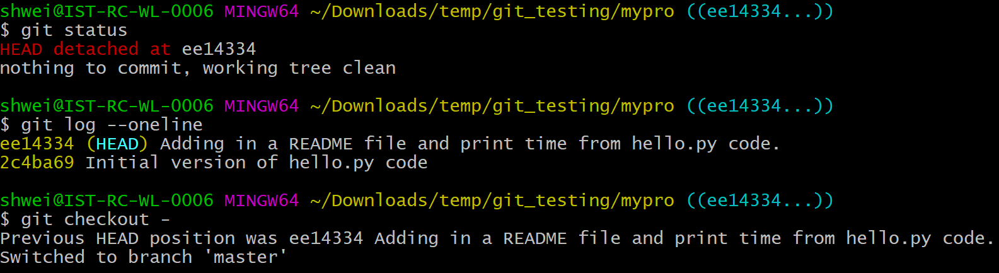 shwei@IST-RC-WL-0006 MINGW64 ~/Downloads/temp/git_testing/mypro ((ee14334...))
$ git status
HEAD detached at ee14334
nothing to commit, working tree clean
shwei@IST-RC-WL-0006 MINGW64 ~/Downloads/temp/git_testing/mypro ((ee14334...))
$ git log --oneline
ee14334 (HEAD) Adding in a README file and print time from hello.py code.
2c4ba69 Initial version of hello.py code
shwei@IST-RC-WL-0006 MINGW64 ~/Downloads/temp/git_testing/mypro ((ee14334...))
$ git checkout -
Previous HEAD position was ee14334 Adding in a README file and print time from hello.py code.
Switched to branch 'master'